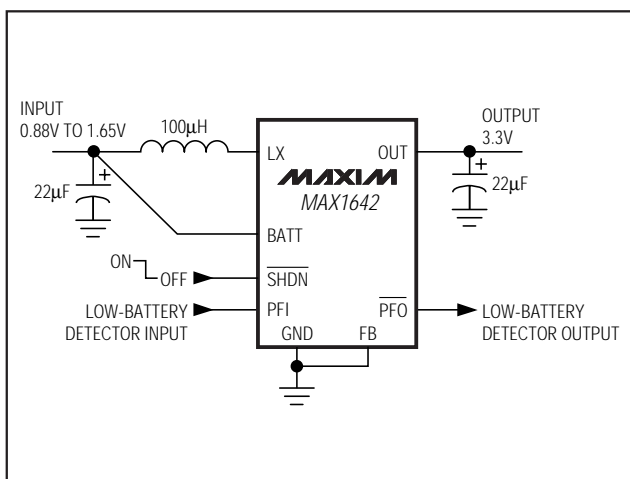 INPUT
0.88V TO 1.65V
100μH
OUTPUT
3.3V
LX
OUT
MAXIM
MAX1642
+
22μF
+
22μF
BATT
ON
OFF
SHDN
PFI
PFO
LOW-BATTERY
DETECTOR INPUT
LOW-BATTERY
DETECTOR OUTPUT
GND
FB